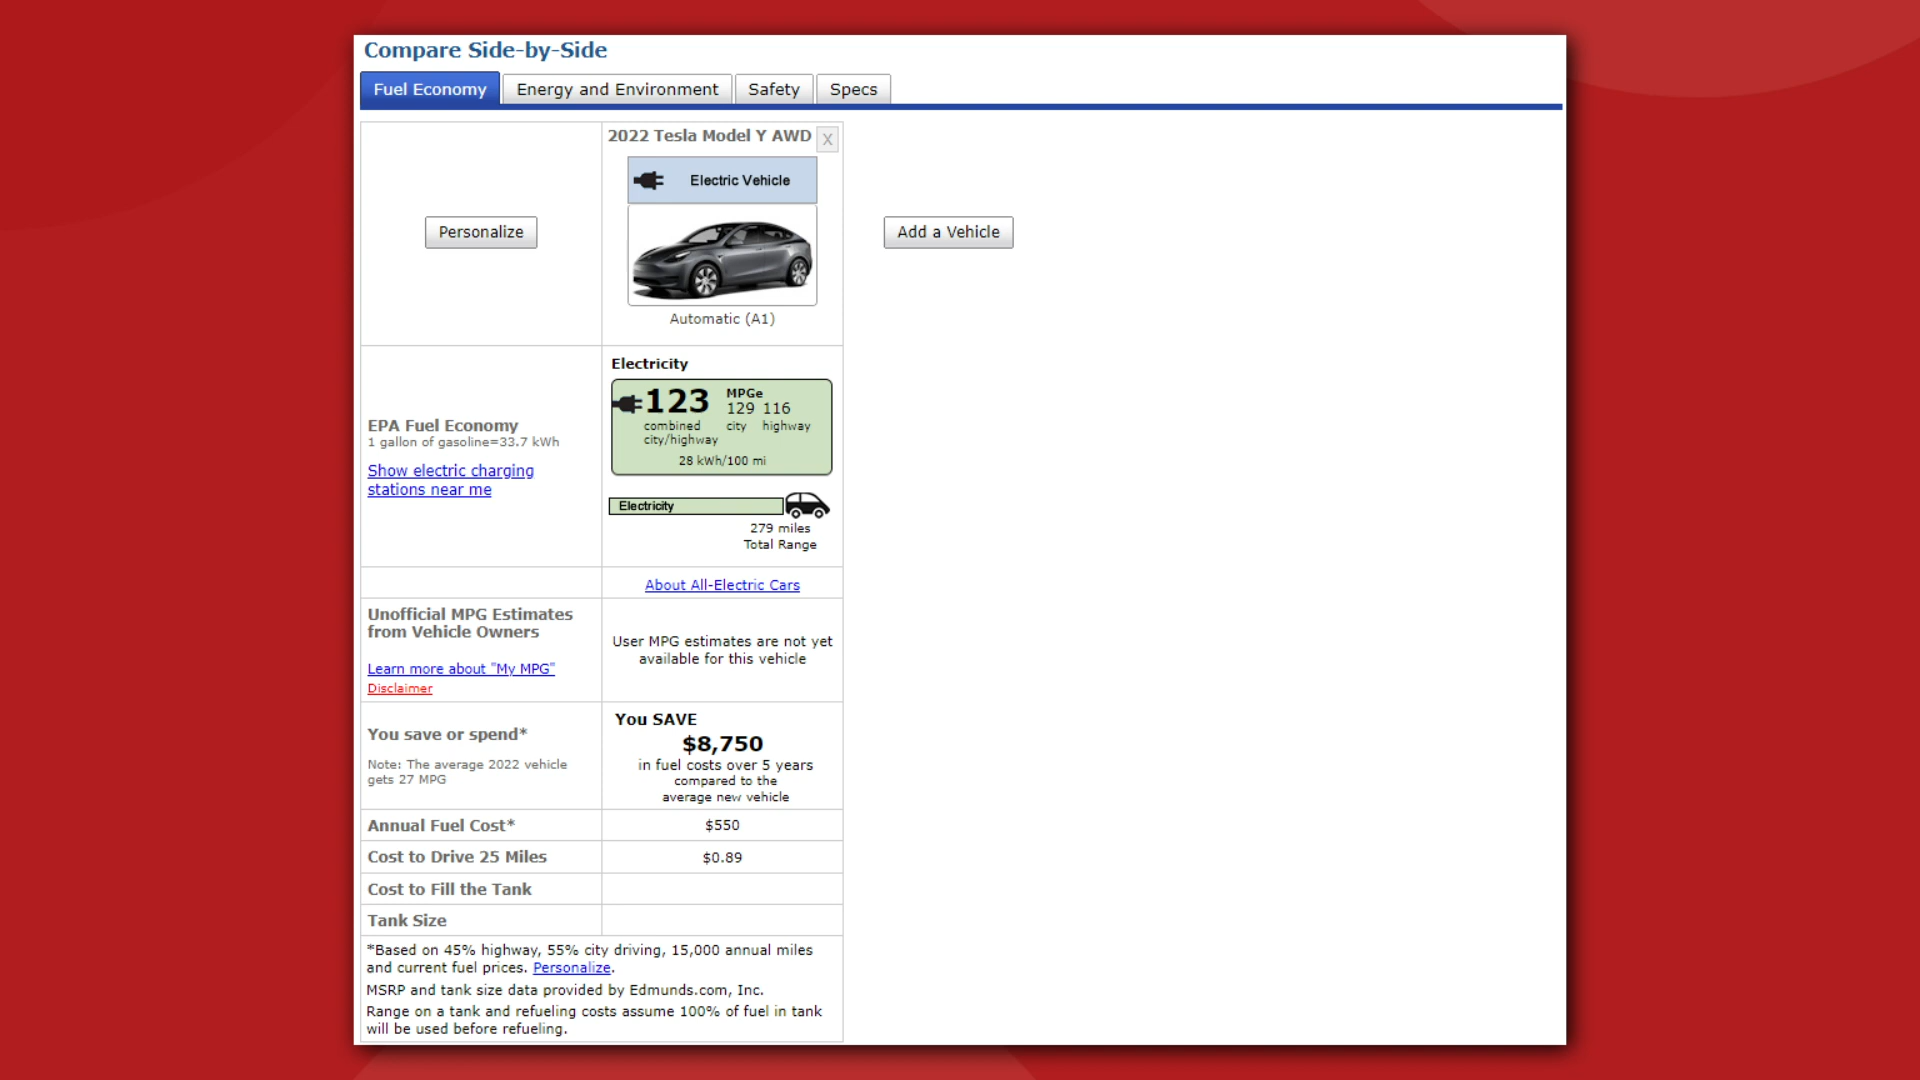 Compare Side-by-Side
Fuel Economy
Energy and Environment
Safety
Specs
2022 Tesla Model Y AWD
X
Electric Vehicle
Personalize
Add a Vehicle
Automatic (A1)
Electricity
123
MPGe
129 116
combined city/highway
city highway
28 kWh/100 mi
EPA Fuel Economy
1 gallon of gasoline=33.7 kWh
Show electric charging
stations near me
Electricity
279 miles
Total Range
About All-Electric Cars
Unofficial MPG Estimates
from Vehicle Owners
Learn more about "My MPG"
Disclaimer
User MPG estimates are not yet
available for this vehicle
You save or spend*
Note: The average 2022 vehicle
gets 27 MPG
You SAVE
$8,750
in fuel costs over 5 years
compared to the
average new vehicle
Annual Fuel Cost*
$550
Cost to Drive 25 Miles
$0.89
Cost to Fill the Tank
Tank Size
*Based on 45% highway, 55% city driving, 15,000 annual miles
and current fuel prices. Personalize.
MSRP and tank size data provided by Edmunds.com, Inc.
Range on a tank and refueling costs assume 100% of fuel in tank
will be used before refueling.